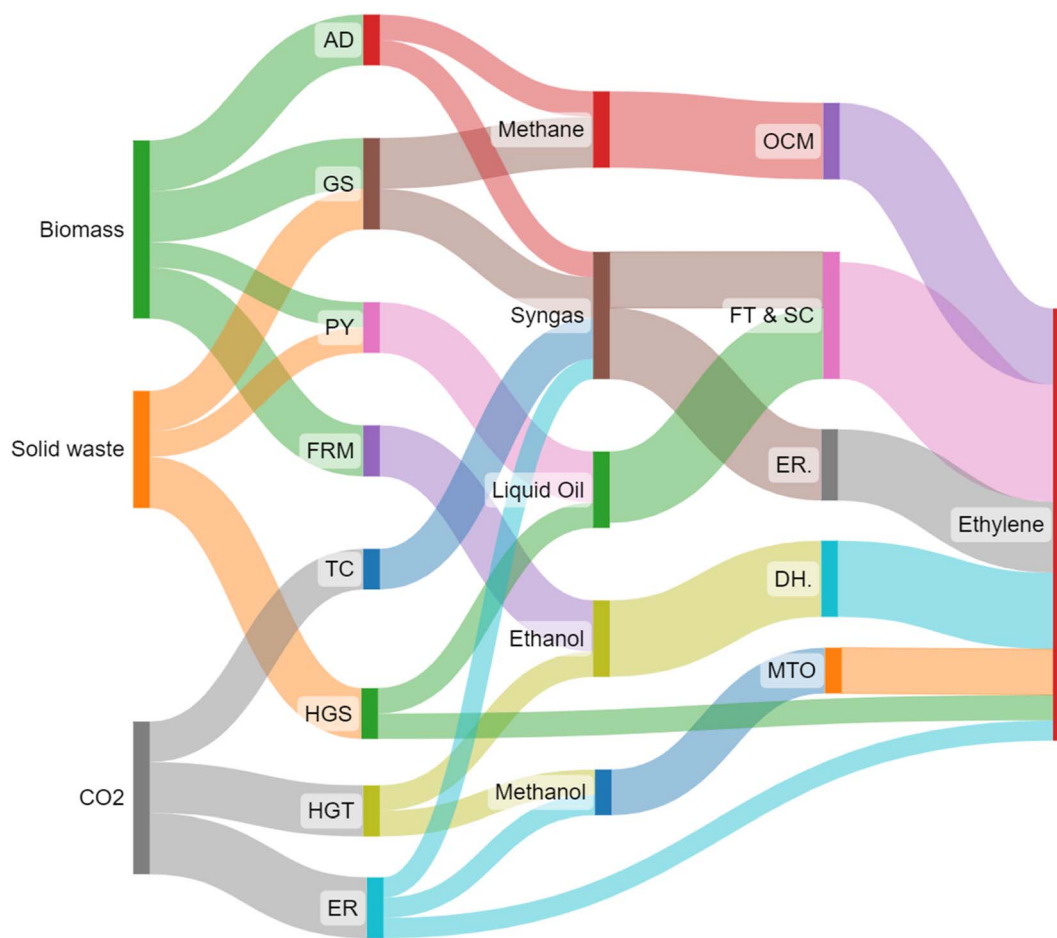 AD
Methane
OCM
GS
Biomass
Syngas
FT & SC
PY
Solid waste
FRM
Liquid Oil
ER.
Ethylene
TC
DH.
Ethanol
MTO
HGS
CO2
HGT
Methanol
ER